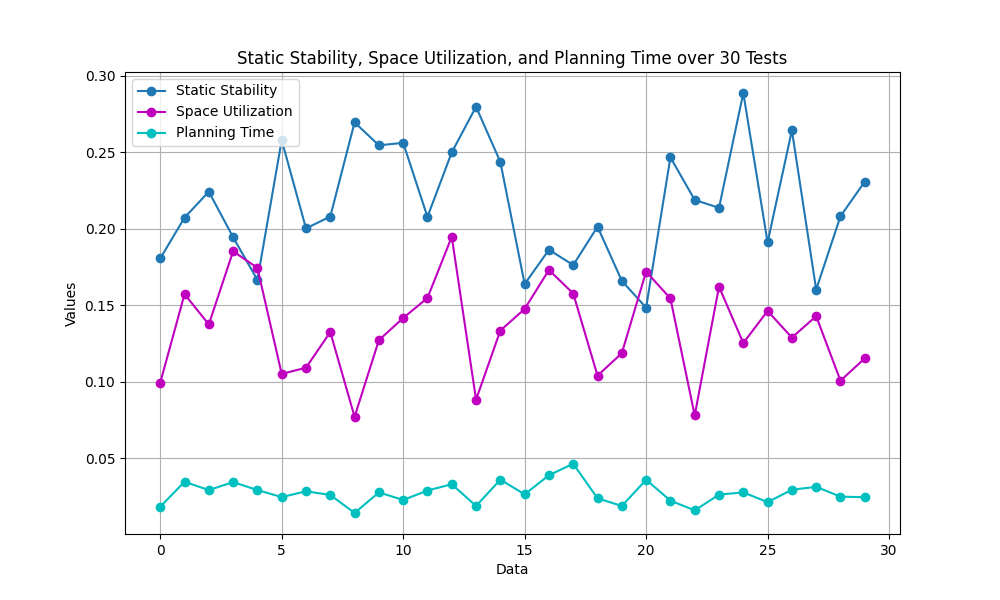 Static Stability, Space Utilization, and Planning Time over 30 Tests
Static Stability
Space Utilization
Planning Time
Values
0.30
0.25
0.20
0.15
0.10
0.05
0 5 10 15 20 25 30
Data